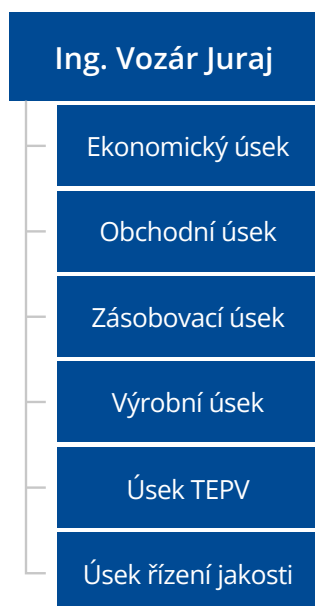 Ing. Vozár Juraj
Ekonomický úsek
Obchodní úsek
Zásobovací úsek
Výrobní úsek
Úsek TEPV
Úsek řízení jakosti